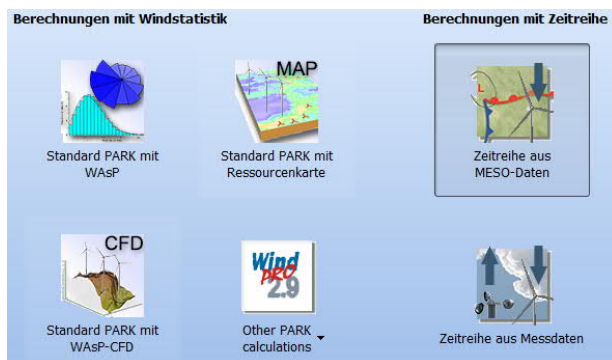 Berechnungen mit Windstatistik
Berechnungen mit Zeitreihe
MAP
L
Standard PARK mit
WAsP
Standard PARK mit
Ressourcenkarte
Zeitreihe aus
MESO-Daten
CFD
Wind
PRO
2.9
Standard PARK mit
WAsP-CFD
Other PARK
calculations
Zeitreihe aus Messdaten